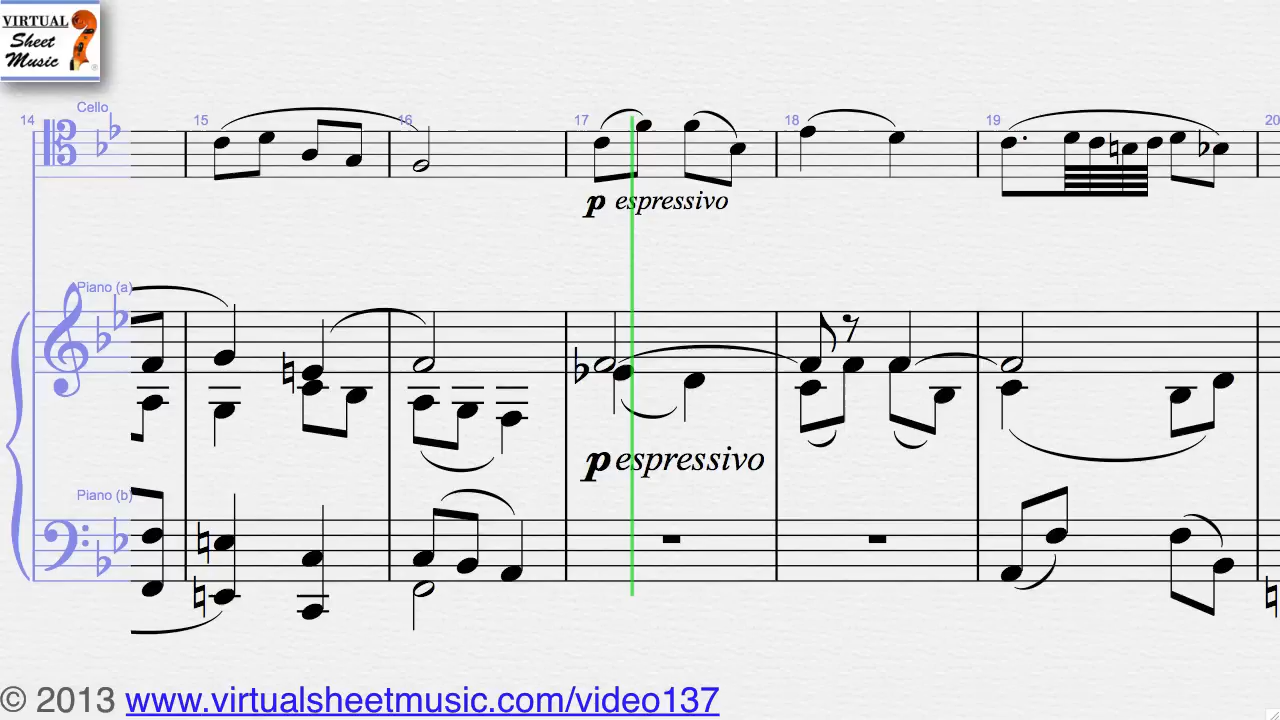 VIRTUAL
Sheet
Music
®
Cello
14 15 16 17 18 19 20
p espressivo
Piano (a)
p espressivo
Piano (b)
© 2013 www.virtualsheetmusic.com/video137